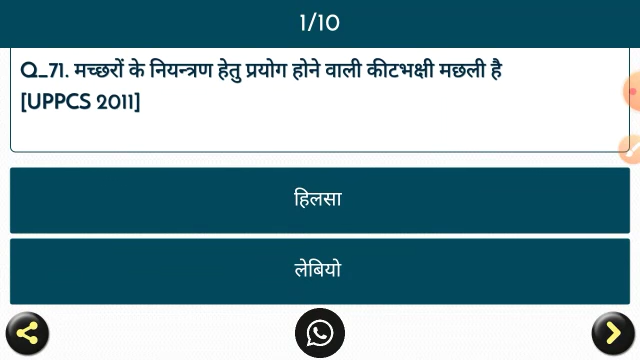 1/10
Q_71. मच्छरों के नियन्त्रण हेतु प्रयोग होने वाली कीटभक्षी मछली है
[UPPCS 2011]
हिलसा
लेबियो